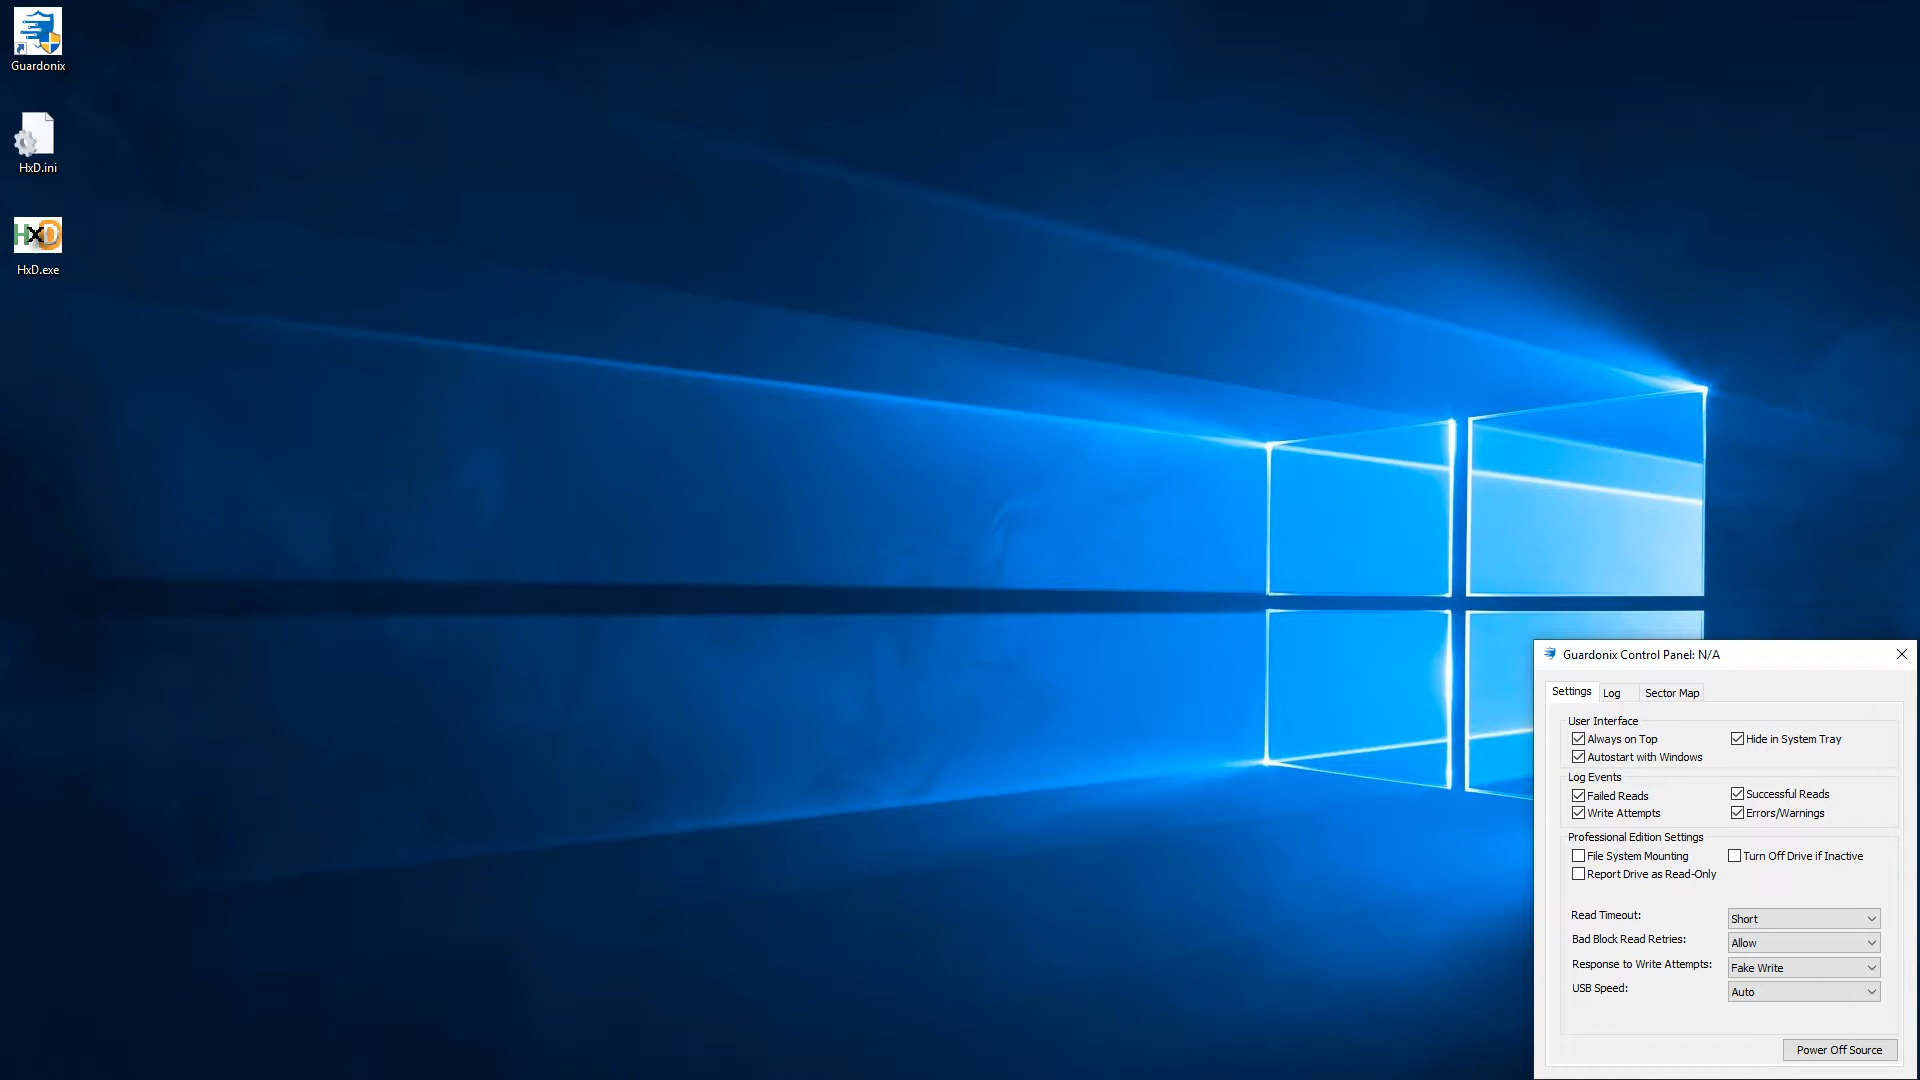 Guardonix
HxD.ini
HxD
HxD.exe
Guardonix Control Panel: N/A
Settings Log Sector Map
User Interface
Always on Top Hide in System Tray
Autostart with Windows
Log Events
Failed Reads Successful Reads
Write Attempts Errors/Warnings
Professional Edition Settings
File System Mounting Turn Off Drive if Inactive
Report Drive as Read-Only
Read Timeout: Short
Bad Block Read Retries: Allow
Response to Write Attempts: Fake Write
USB Speed: Auto
Power Off Source